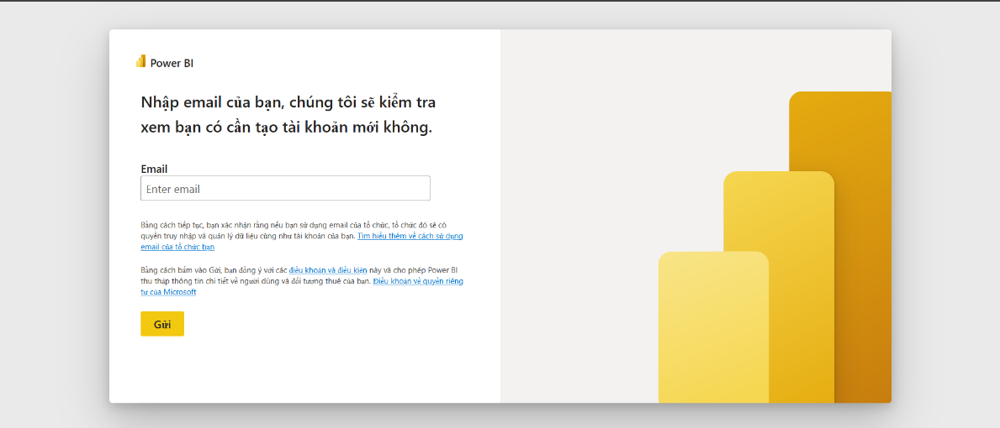 Power BI
Nhập email của bạn, chúng tôi sẽ kiểm tra
xem bạn có cần tạo tài khoản mới không.
Email
Enter email
Bằng cách tiếp tục, bạn xác nhận rằng nếu bạn sử dụng email của tổ chức, tổ chức đó sẽ có
quyền truy nhập và quản lý dữ liệu cũng như tài khoản của bạn. Tìm hiểu thêm về cách sử dụng
email của tổ chức bạn
Bằng cách bấm vào Gửi, bạn đồng ý với các điều khoản và điều kiện này và cho phép Power BI
thu thập thông tin chi tiết về người dùng và đối tượng thuê của bạn. Điều khoản về quyền riêng
tư của Microsoft
Gửi